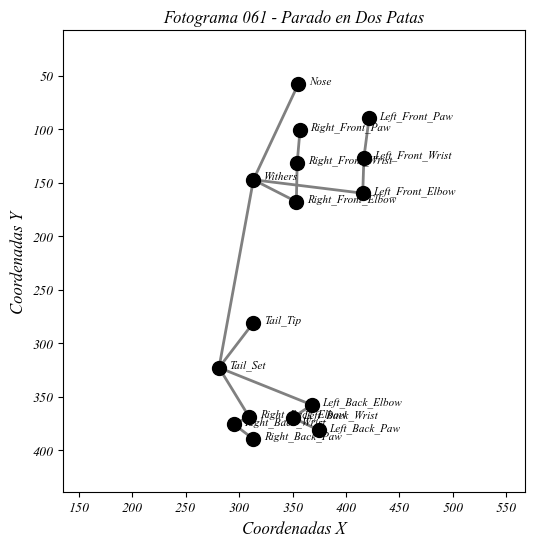 Fotograma 061 - Parado en Dos Patas
Nose
Left_Front_Paw
Right_Front_Paw
Left_Front_Wrist
Right_Front_Wrist
Withers
Left_Front_Elbow
Right_Front_Elbow
Tail_Tip
Tail_Set
Left_Back_Elbow
Right_Back_Elbow
Left_Back_Wrist
Right_Back_Wrist
Left_Back_Paw
Right_Back_Paw
50
100
150
200
250
300
350
400
Coordenadas Y
150 200 250 300 350 400 450 500 550
Coordenadas X